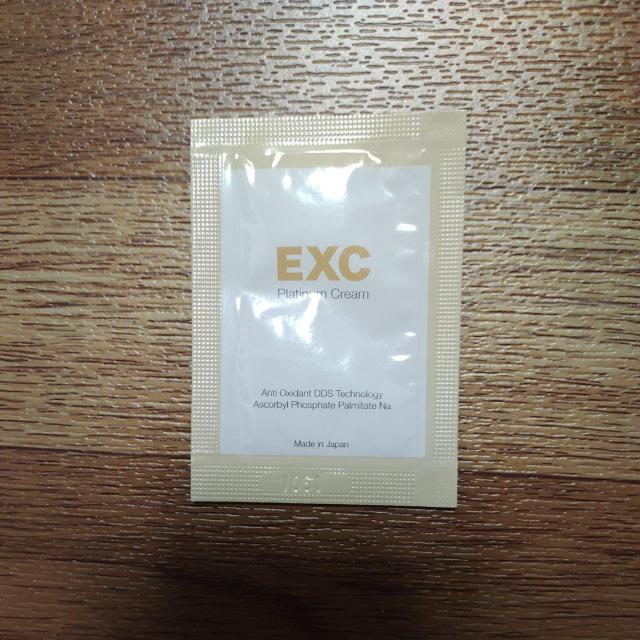 EXC
Platinum Cream
Anti Oxidant DDS Technology
Ascorbyl Phosphate Palmitate Na
Made in Japan